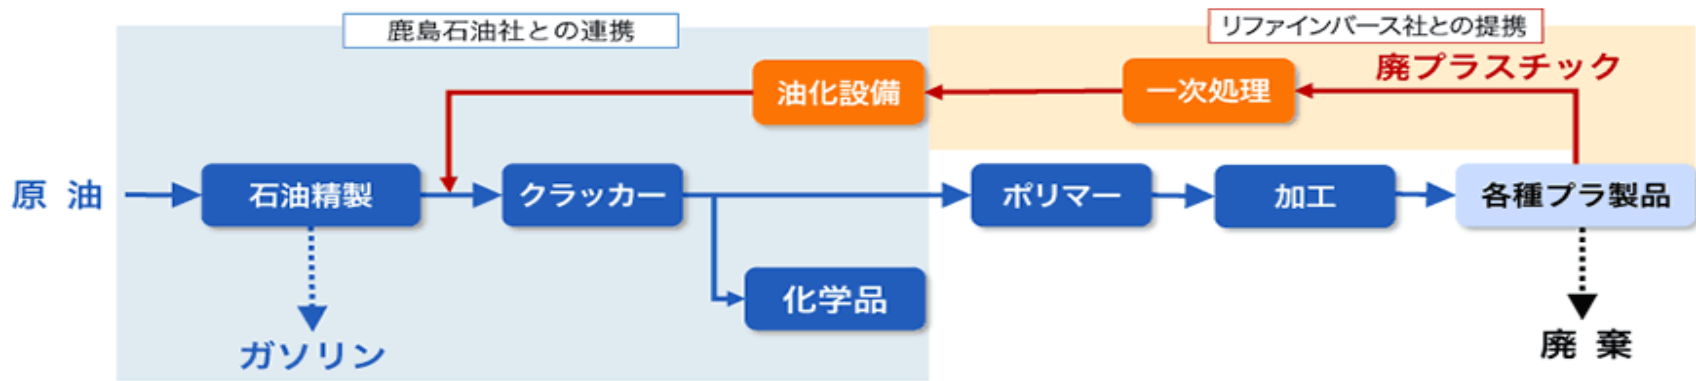 鹿島石油社との連携
リファインバース社との提携
廃プラスチック
油化設備
一次処理
原油
石油精製
クラッカー
ポリマー
加工
各種プラ製品
化学品
ガソリン
廃棄